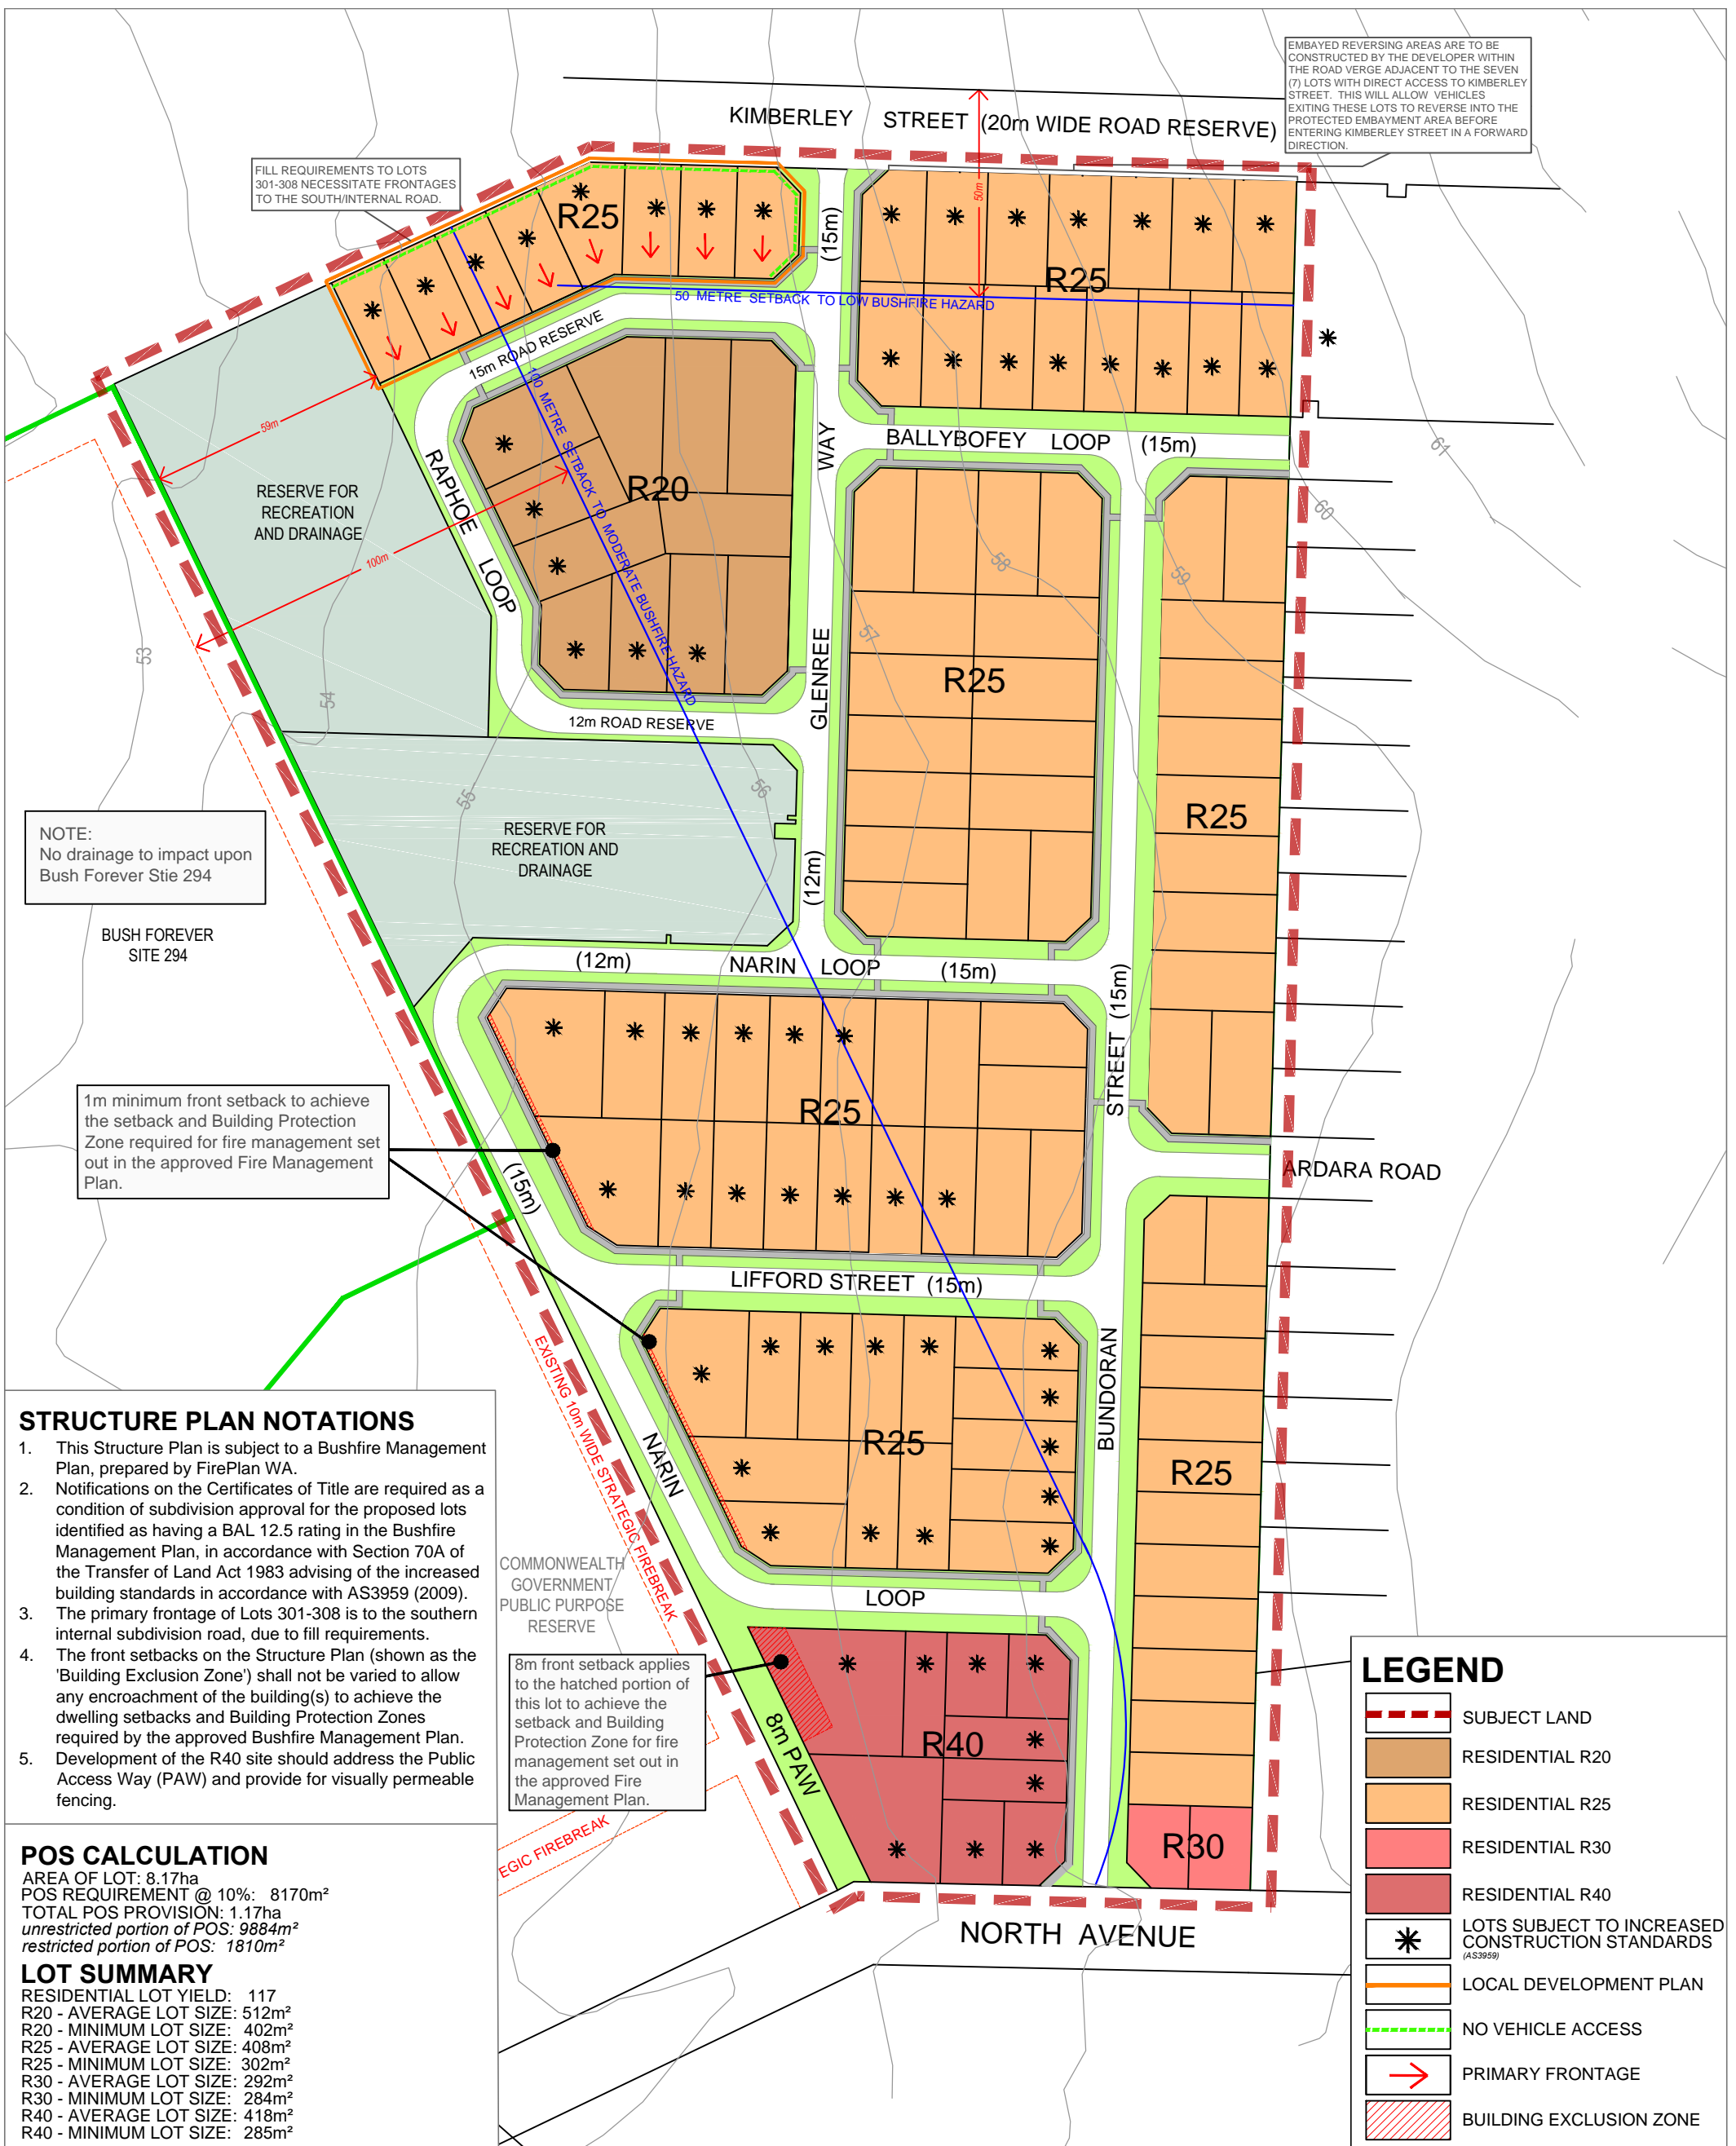 EMBAYED REVERSING AREAS ARE TO BE
CONSTRUCTED BY THE DEVELOPER WITHIN
THE ROAD VERGE ADJACENT TO THE SEVEN
(7) LOTS WITH DIRECT ACCESS TO KIMBERLEY
STREET. THIS WILL ALLOW VEHICLES
EXITING THESE LOTS TO REVERSE INTO THE
PROTECTED EMBAYMENT AREA BEFORE
ENTERING KIMBERLEY STREET IN A FORWARD
DIRECTION.
KIMBERLEY STREET (20m WIDE ROAD RESERVE)
FILL REQUIREMENTS TO LOTS
301-308 NECESSITATE FRONTAGES
TO THE SOUTH/INTERNAL ROAD.
R25
(15m)
50m
R25
50 METRE SETBACK TO LOW BUSHFIRE HAZARD
15m ROAD RESERVE
100 METRE SETBACK TO MODERATE BUSHFIRE HAZARD
59m
WAY
BALLYBOFEY LOOP (15m)
61
RAPHOE LOOP
R20
RESERVE FOR
RECREATION
AND DRAINAGE
60
100m
58
59
57
53
54
GLENREE
R25
12m ROAD RESERVE
55
56
R25
NOTE:
No drainage to impact upon
Bush Forever Stie 294
RESERVE FOR
RECREATION AND
DRAINAGE
(12m)
BUSH FOREVER
SITE 294
(12m) NARIN LOOP (15m)
STREET (15m)
1m minimum front setback to achieve
the setback and Building Protection
Zone required for fire management set
out in the approved Fire Management
Plan.
R25
(15m)
ARDARA ROAD
LIFFORD STREET (15m)
EXISTING 10m WIDE STRATEGIC FIREBREAK
BUNDORAN
NARIN
R25
R25
COMMONWEALTH
GOVERNMENT
PUBLIC PURPOSE
RESERVE
LOOP
8m front setback applies
to the hatched portion of
this lot to achieve the
setback and Building
Protection Zone for fire
management set out in
the approved Fire
Management Plan.
8m PAW
R40
R30
EGIC FIREBREAK
NORTH AVENUE
STRUCTURE PLAN NOTATIONS
1. This Structure Plan is subject to a Bushfire Management
Plan, prepared by FirePlan WA.
2. Notifications on the Certificates of Title are required as a
condition of subdivision approval for the proposed lots
identified as having a BAL 12.5 rating in the Bushfire
Management Plan, in accordance with Section 70A of
the Transfer of Land Act 1983 advising of the increased
building standards in accordance with AS3959 (2009).
3. The primary frontage of Lots 301-308 is to the southern
internal subdivision road, due to fill requirements.
4. The front setbacks on the Structure Plan (shown as the
'Building Exclusion Zone') shall not be varied to allow
any encroachment of the building(s) to achieve the
dwelling setbacks and Building Protection Zones
required by the approved Bushfire Management Plan.
5. Development of the R40 site should address the Public
Access Way (PAW) and provide for visually permeable
fencing.
POS CALCULATION
AREA OF LOT: 8.17ha
POS REQUIREMENT @ 10%: 8170m²
TOTAL POS PROVISION: 1.17ha
unrestricted portion of POS: 9884m²
restricted portion of POS: 1810m²
LOT SUMMARY
RESIDENTIAL LOT YIELD: 117
R20 - AVERAGE LOT SIZE: 512m²
R20 - MINIMUM LOT SIZE: 402m²
R25 - AVERAGE LOT SIZE: 408m²
R25 - MINIMUM LOT SIZE: 302m²
R30 - AVERAGE LOT SIZE: 292m²
R30 - MINIMUM LOT SIZE: 284m²
R40 - AVERAGE LOT SIZE: 418m²
R40 - MINIMUM LOT SIZE: 285m²
LEGEND
SUBJECT LAND
RESIDENTIAL R20
RESIDENTIAL R25
RESIDENTIAL R30
RESIDENTIAL R40
LOTS SUBJECT TO INCREASED
CONSTRUCTION STANDARDS
(AS3959)
LOCAL DEVELOPMENT PLAN
NO VEHICLE ACCESS
PRIMARY FRONTAGE
BUILDING EXCLUSION ZONE